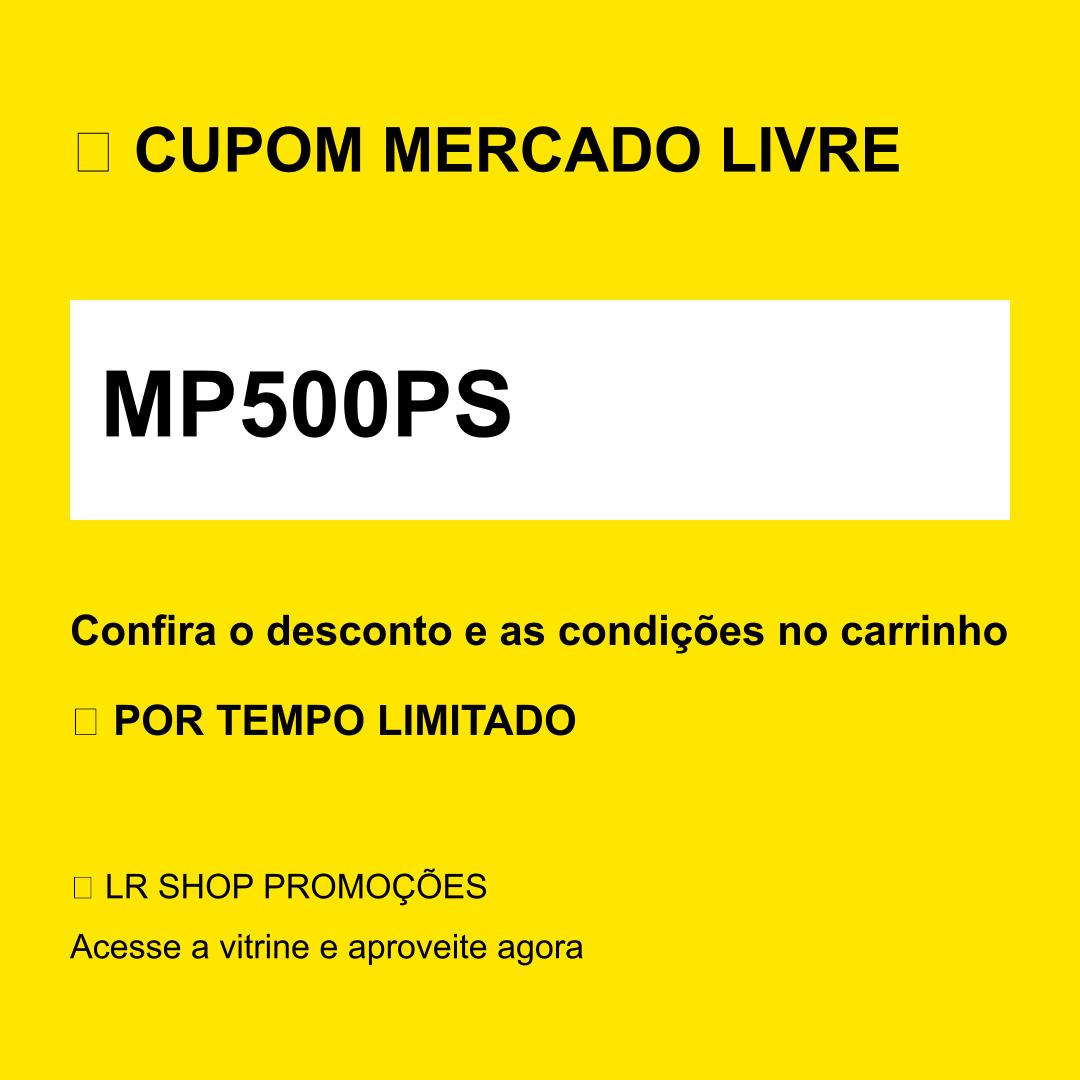 CUPOM MERCADO LIVRE
MP500PS
Confira o desconto e as condições no carrinho
POR TEMPO LIMITADO
LR SHOP PROMOÇÕES
Acesse a vitrine e aproveite agora